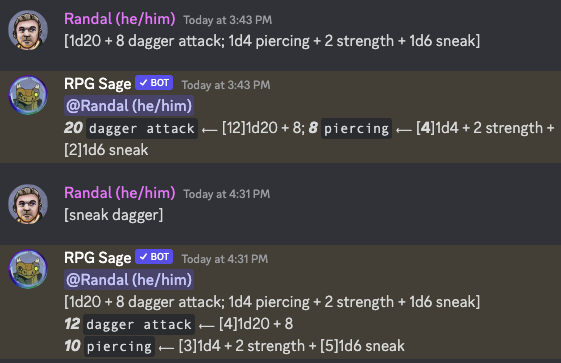 Randal (he/him) Today at 3:43 PM
[1d20 + 8 dagger attack; 1d4 piercing + 2 strength + 1d6 sneak]
RPG Sage ✓ BOT Today at 3:43 PM
@Randal (he/him)
20 dagger attack ⟵ [12]1d20 + 8; 8 piercing ⟵ [4]1d4 + 2 strength +
[2]1d6 sneak
Randal (he/him) Today at 4:31 PM
[sneak dagger]
RPG Sage ✓ BOT Today at 4:31 PM
@Randal (he/him)
[1d20 + 8 dagger attack; 1d4 piercing + 2 strength + 1d6 sneak]
12 dagger attack ⟵ [4]1d20 + 8
10 piercing ⟵ [3]1d4 + 2 strength + [5]1d6 sneak